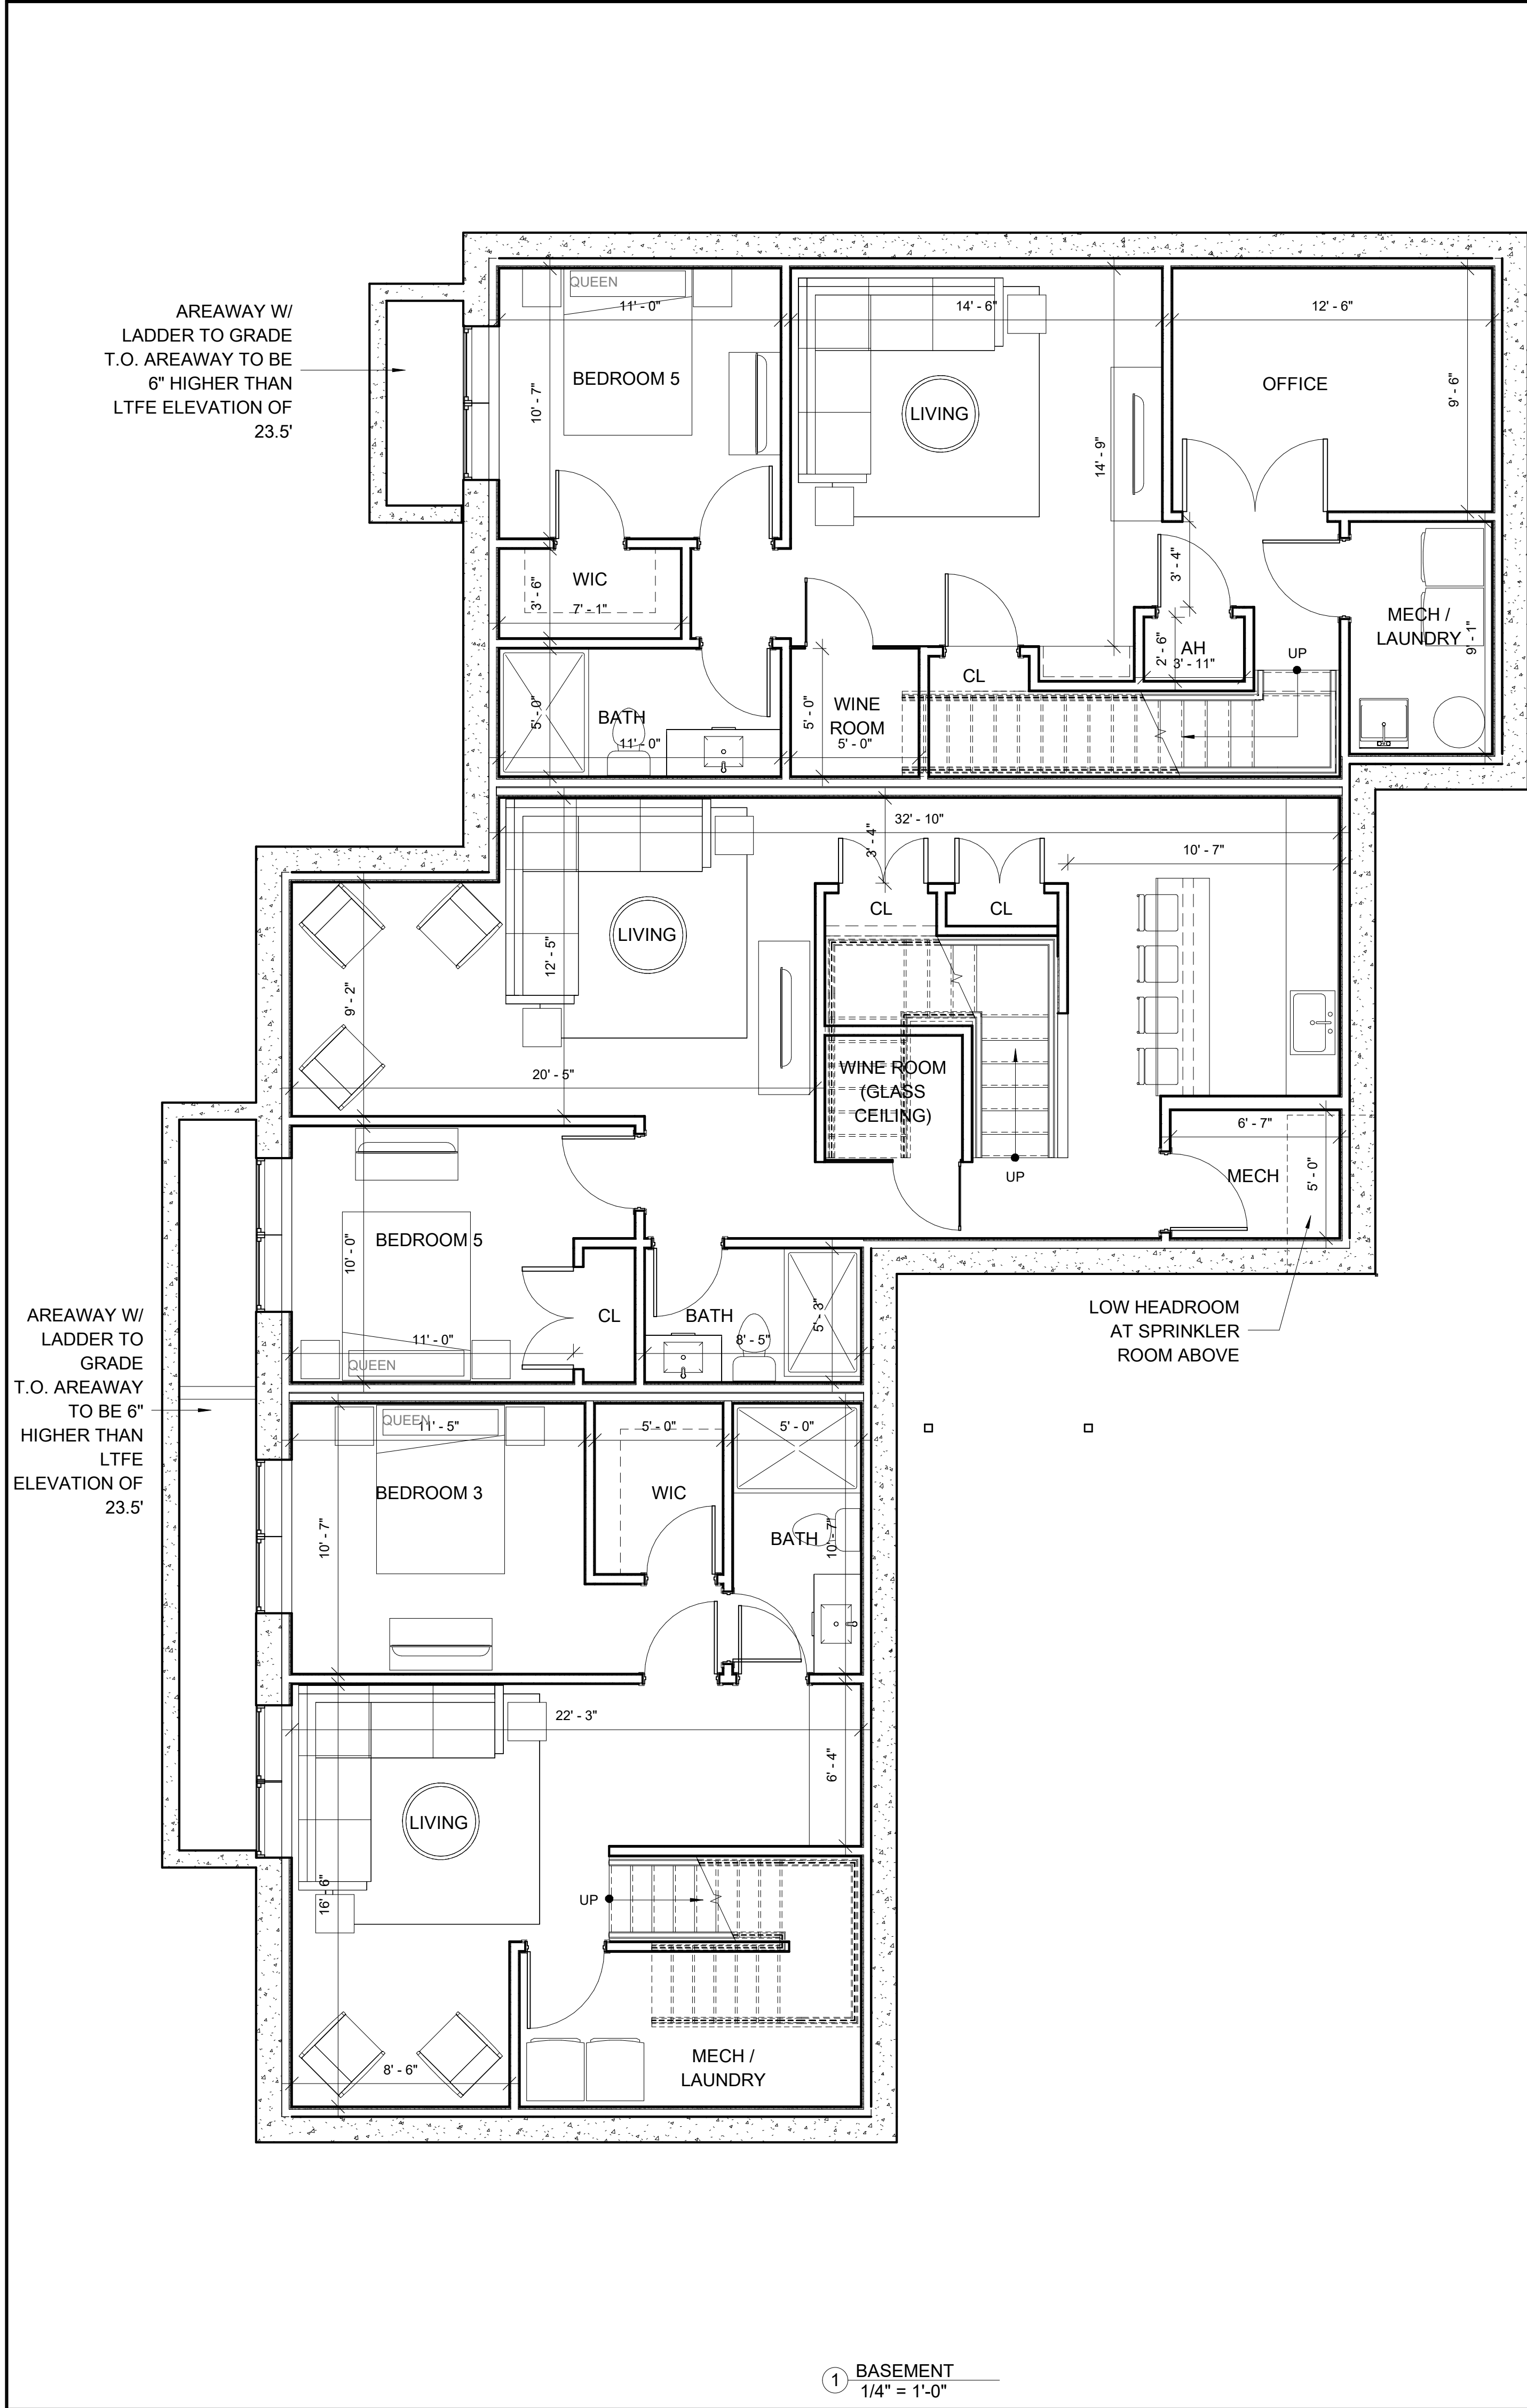 AREAWAY W/
LADDER TO GRADE
T.O. AREAWAY TO BE
6" HIGHER THAN
LTFE ELEVATION OF
23.5'
QUEEN
11' - 0"
14' - 6"
12' - 6"
BEDROOM 5
10' - 7"
LIVING
14' - 9"
OFFICE
9' - 6"
WIC
3' - 6"
7' - 1"
3' - 4"
MECH /
LAUNDRY
9' - 1"
AH
2' - 6"
3' - 11"
UP
CL
BATH
5' - 0"
11' - 0"
WINE
ROOM
5' - 0"
5' - 0"
32' - 10"
3' - 4"
10' - 7"
CL
CL
LIVING
12' - 5"
9' - 2"
20' - 5"
WINE ROOM
(GLASS
CEILING)
UP
6' - 7"
MECH
5' - 0"
BEDROOM 5
10' - 0"
CL
11' - 0"
QUEEN
BATH
8' - 5"
5' - 3"
LOW HEADROOM
AT SPRINKLER
ROOM ABOVE
AREAWAY W/
LADDER TO
GRADE
T.O. AREAWAY
TO BE 6"
HIGHER THAN
LTFE
ELEVATION OF
23.5'
QUEEN
11' - 5"
5' - 0"
5' - 0"
BEDROOM 3
WIC
10' - 7"
BATH
10' - 7"
22' - 3"
6' - 4"
LIVING
16' - 6"
UP
8' - 6"
MECH /
LAUNDRY
1
BASEMENT
1/4" = 1'-0"